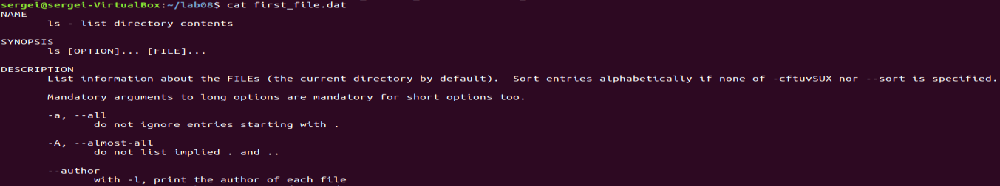 sergei@sergei-VirtualBox:~/lab08$ cat first_file.dat
NAME
ls - list directory contents
SYNOPSIS
ls [OPTION]... [FILE]...
DESCRIPTION
List information about the FILEs (the current directory by default).  Sort entries alphabetically if none of -cftuvSUX nor --sort is specified.
Mandatory arguments to long options are mandatory for short options too.
-a, --all
do not ignore entries starting with .
-A, --almost-all
do not list implied . and ..
--author
with -l, print the author of each file